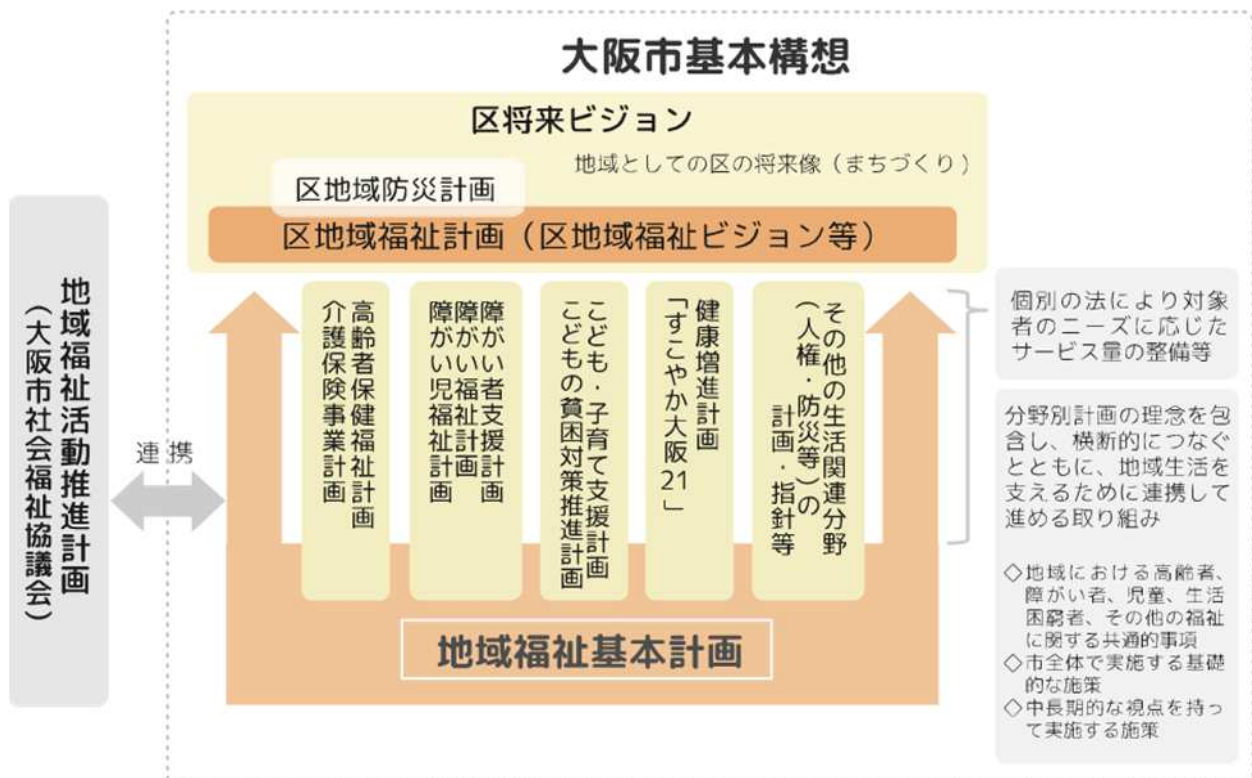 大阪市基本構想
区将来ビジョン
地域としての区の将来像（まちづくり）
区地域防災計画
区地域福祉計画（区地域福祉ビジョン等）
地域福祉活動推進計画
（大阪市社会福祉協議会）
連携
高齢者保健福祉計画
介護保険事業計画
障がい者支援計画
障がい福祉計画
障がい児福祉計画
こども・子育て支援計画
こどもの貧困対策推進計画
健康増進計画
「すこやか大阪21」
その他の生活関連分野
（人権・防災等）の
計画・指針等
地域福祉基本計画
個別の法により対象
者のニーズに応じた
サービス量の整備等
分野別計画の理念を包
含し、横断的につなぐ
とともに、地域生活を
支えるために連携して
進める取り組み
◇地域における高齢者、
障がい者、児童、生活
困窮者、その他の福祉
に関する共通的事項
◇市全体で実施する基礎
的な施策
◇中長期的な視点を持っ
て実施する施策